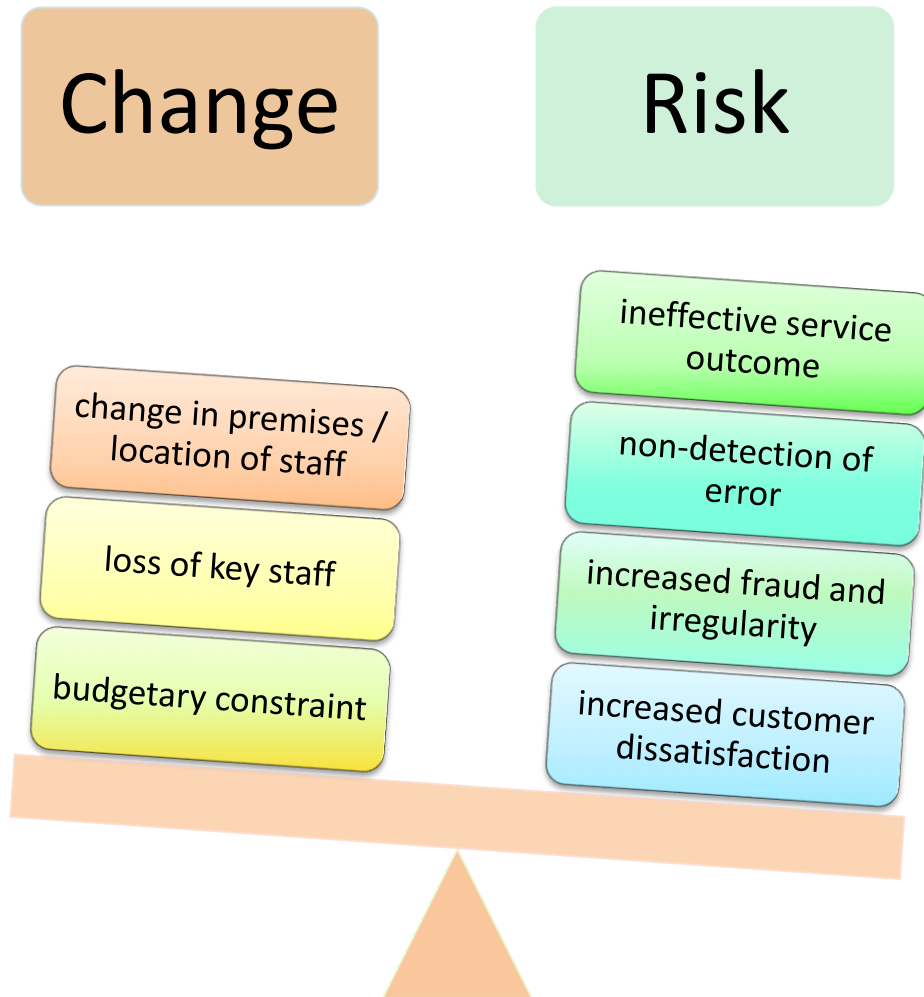 Change
Risk
change in premises /
location of staff
loss of key staff
budgetary constraint
ineffective service
outcome
non-detection of
error
increased fraud and
irregularity
increased customer
dissatisfaction